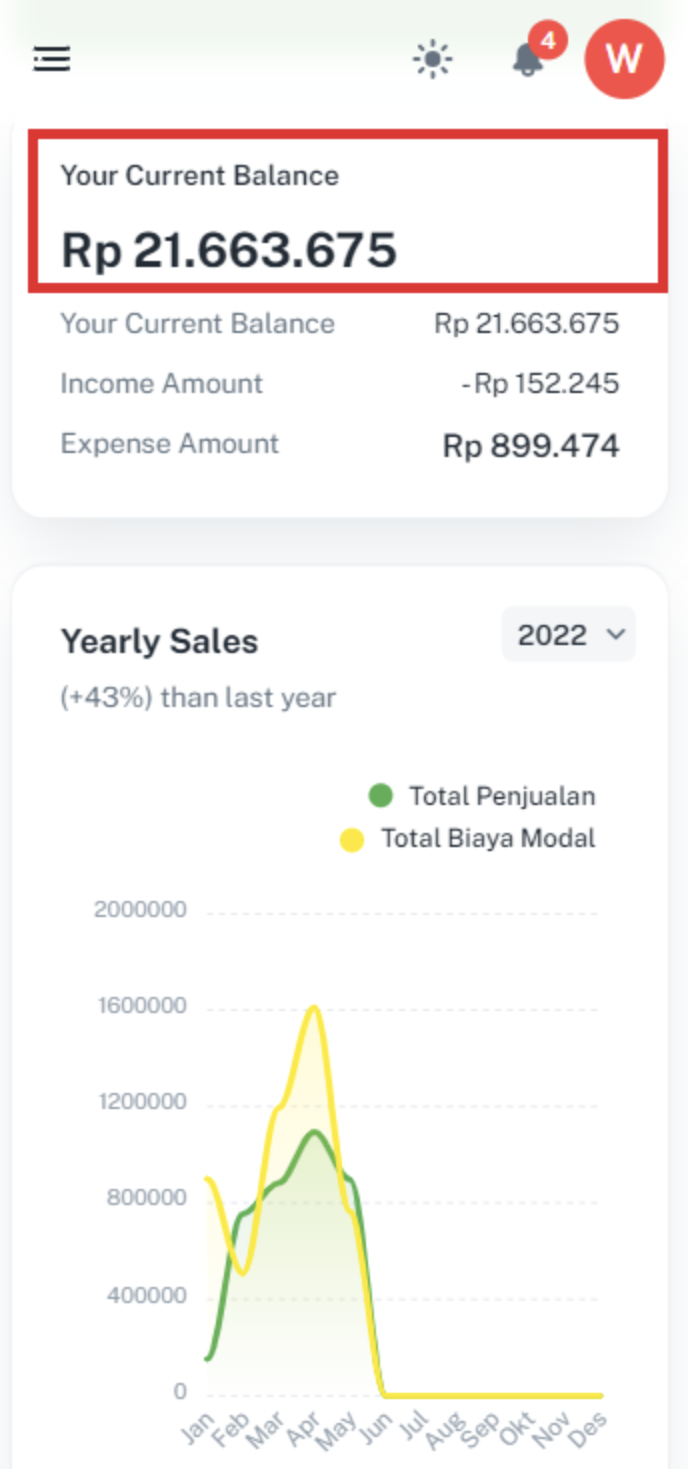 4
W
Your Current Balance
Rp 21.663.675
Your Current Balance Rp 21.663.675
Income Amount -Rp 152.245
Expense Amount Rp 899.474
Yearly Sales 2022
(+43%) than last year
Total Penjualan
Total Biaya Modal
2000000
1600000
1200000
800000
400000
0
Jan Feb Mar Apr May Jun Jul Aug Sep Okt Nov Des